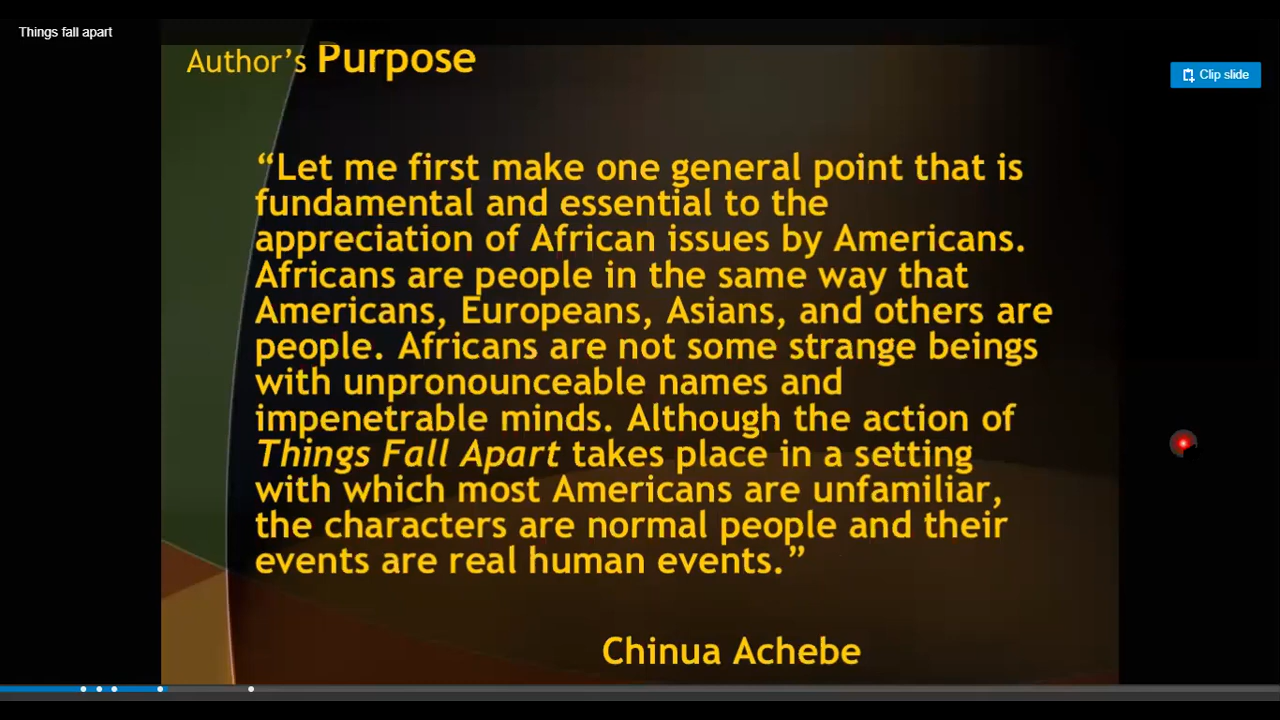 Things fall apart
Author's Purpose
Clip slide
“Let me first make one general point that is
fundamental and essential to the
appreciation of African issues by Americans.
Africans are people in the same way that
Americans, Europeans, Asians, and others are
people. Africans are not some strange beings
with unpronounceable names and
impenetrable minds. Although the action of
Things Fall Apart takes place in a setting
with which most Americans are unfamiliar,
the characters are normal people and their
events are real human events.”
Chinua Achebe